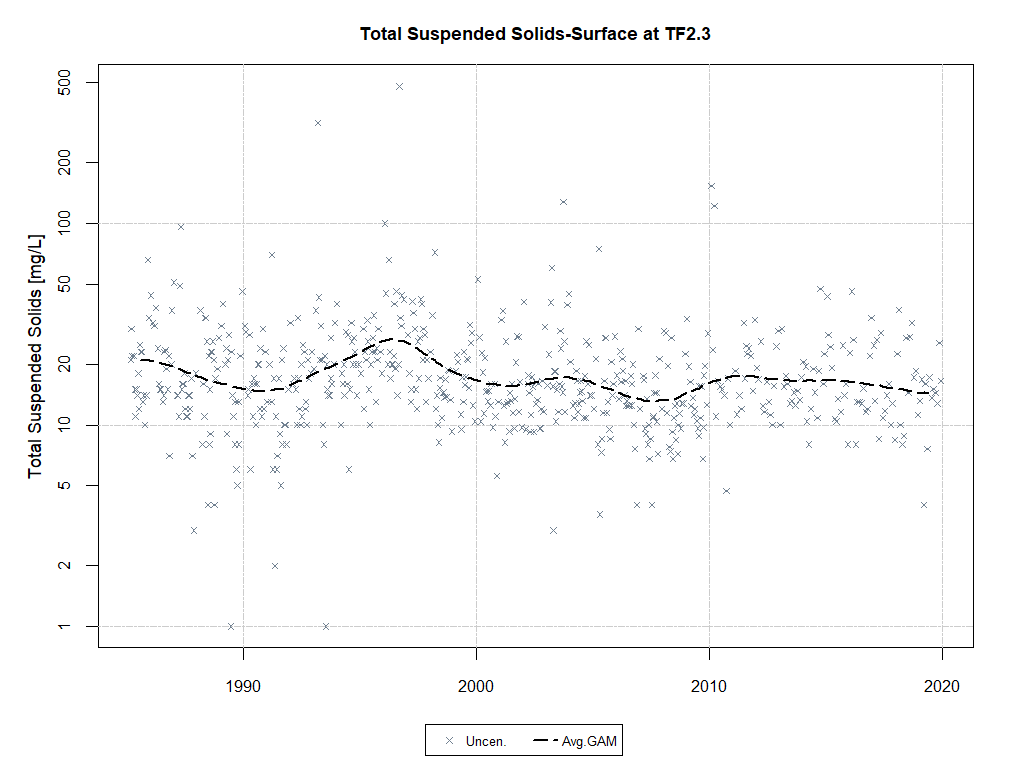 Total Suspended Solids-Surface at TF2.3
Total Suspended Solids [mg/L]
500
200
100
50
20
10
5
2
1
1990 2000 2010 2020
Uncen. Avg.GAM